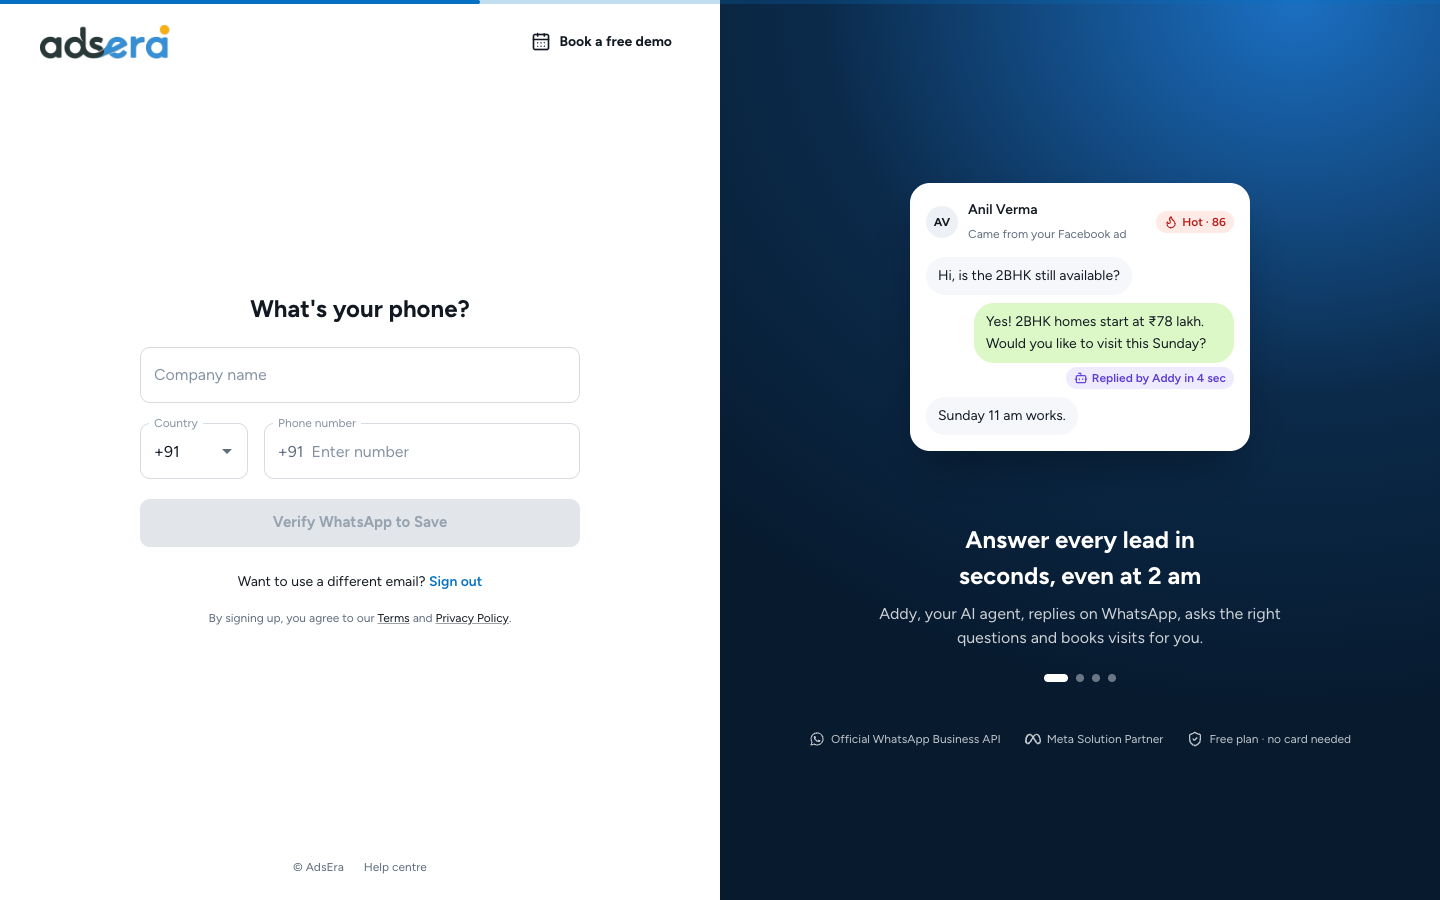 adsera
Book a free demo
What's your phone?
Company name
Country
+91
Phone number
+91 Enter number
Verify WhatsApp to Save
Want to use a different email? Sign out
By signing up, you agree to our Terms and Privacy Policy.
© AdsEra
Help centre
AV
Anil Verma
Came from your Facebook ad
Hot · 86
Hi, is the 2BHK still available?
Yes! 2BHK homes start at ₹78 lakh.
Would you like to visit this Sunday?
Replied by Addy in 4 sec
Sunday 11 am works.
Answer every lead in
seconds, even at 2 am
Addy, your AI agent, replies on WhatsApp, asks the right
questions and books visits for you.
Official WhatsApp Business API
Meta Solution Partner
Free plan · no card needed